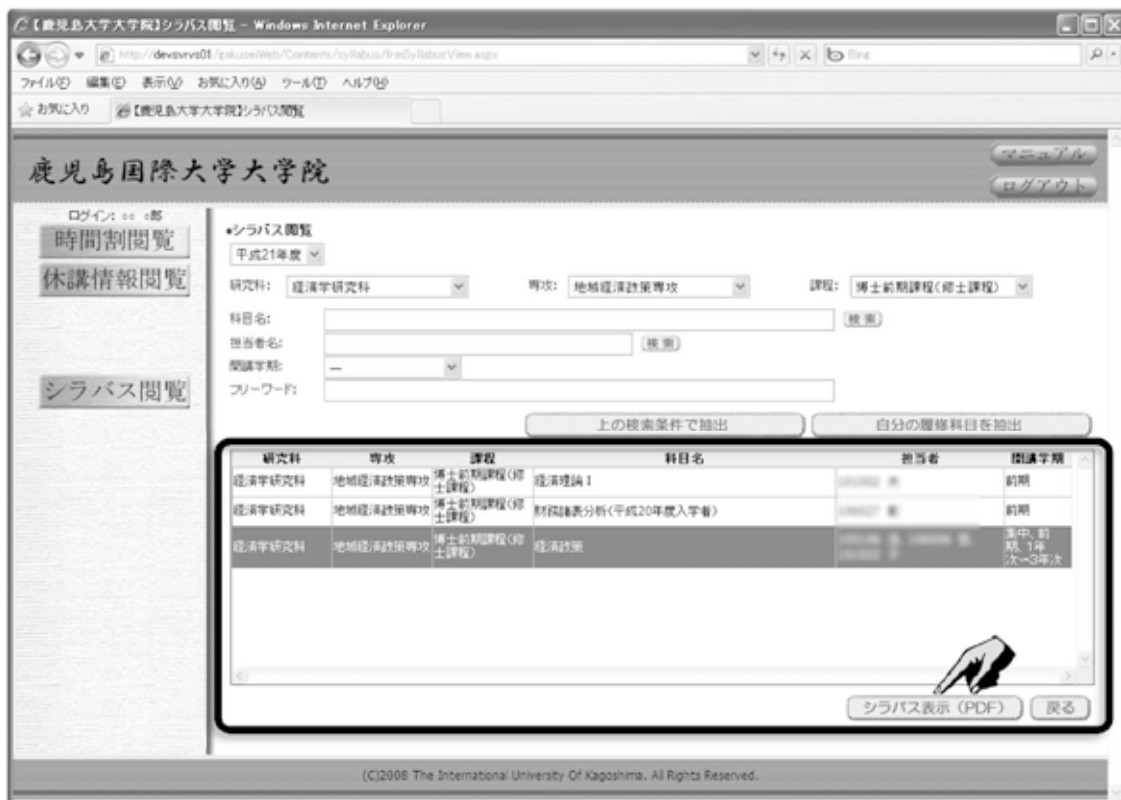 【鹿児島大学大学院】シラバス閲覧 - Windows Internet Explorer
http://devsvrvs01/gakuseiWeb/Contents/syllabus/frmSyllabusView.aspx Bing
ファイル(F) 編集(E) 表示(V) お気に入り(A) ツール(T) ヘルプ(H)
お気に入り 【鹿児島大学大学院】シラバス閲覧
鹿児島国際大学大学院
マニュアル
ログアウト
ログイン: ○○ ○郎
時間割閲覧
休講情報閲覧
シラバス閲覧
●シラバス閲覧
平成21年度
研究科: 経済学研究科 専攻: 地域経済政策専攻 課程: 博士前期課程(修士課程)
科目名: 検索
担当者名: 検索
開講学期: ―
フリーワード:
上の検索条件で抽出 自分の履修科目を抽出
研究科 専攻 課程 科目名 担当者 開講学期
経済学研究科 地域経済政策専攻 博士前期課程(修士課程) 経済理論Ⅰ 前期
経済学研究科 地域経済政策専攻 博士前期課程(修士課程) 財務諸表分析(平成20年度入学者) 前期
経済学研究科 地域経済政策専攻 博士前期課程(修士課程) 経済政策 集中、前期、1年次~3年次
シラバス表示(PDF) 戻る
(C)2008 The International University Of Kagoshima. All Rights Reserved.